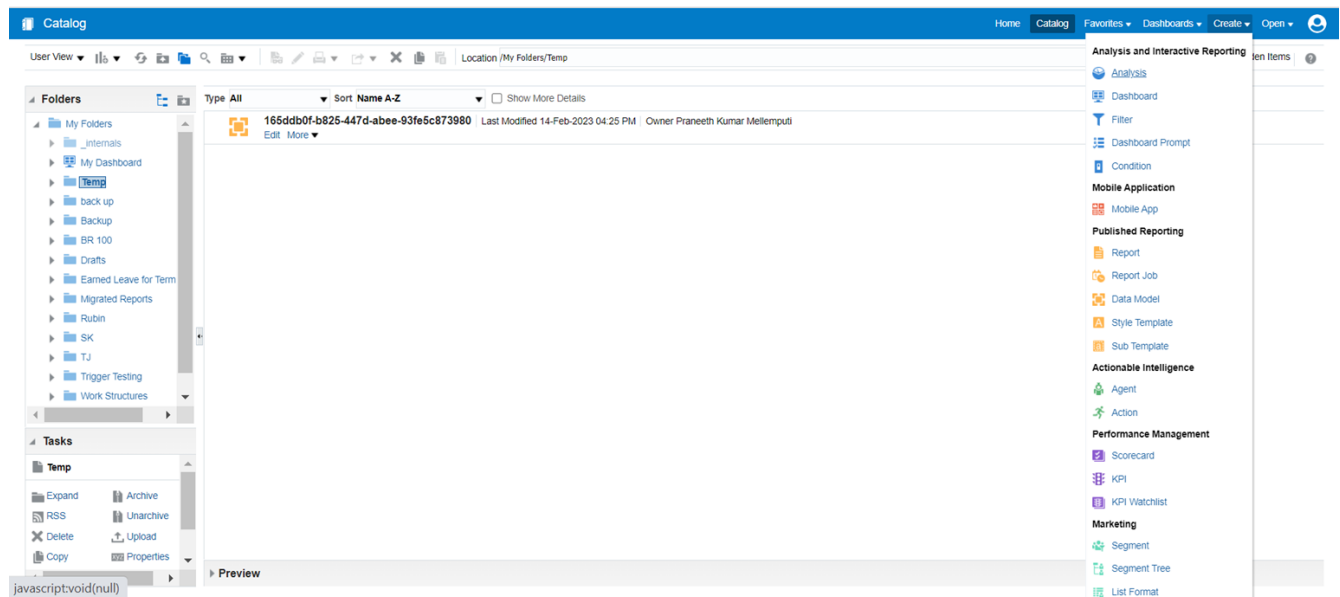 Catalog
Home Catalog Favorites Dashboards Create Open
User View Location /My Folders/Temp den Items
Folders
My Folders
_internals
My Dashboard
Temp
back up
Backup
BR 100
Drafts
Earned Leave for Term
Migrated Reports
Rubin
SK
TJ
Trigger Testing
Work Structures
Tasks
Temp
Expand Archive
RSS Unarchive
Delete Upload
Copy Properties
javascript:void(null)
Type All Sort Name A-Z Show More Details
165ddb0f-b825-447d-abee-93fe5c873980 Last Modified 14-Feb-2023 04:25 PM Owner Praneeth Kumar Mellemputi
Edit More
Preview
Analysis and Interactive Reporting
Analysis
Dashboard
Filter
Dashboard Prompt
Condition
Mobile Application
Mobile App
Published Reporting
Report
Report Job
Data Model
Style Template
Sub Template
Actionable Intelligence
Agent
Action
Performance Management
Scorecard
KPI
KPI Watchlist
Marketing
Segment
Segment Tree
List Format